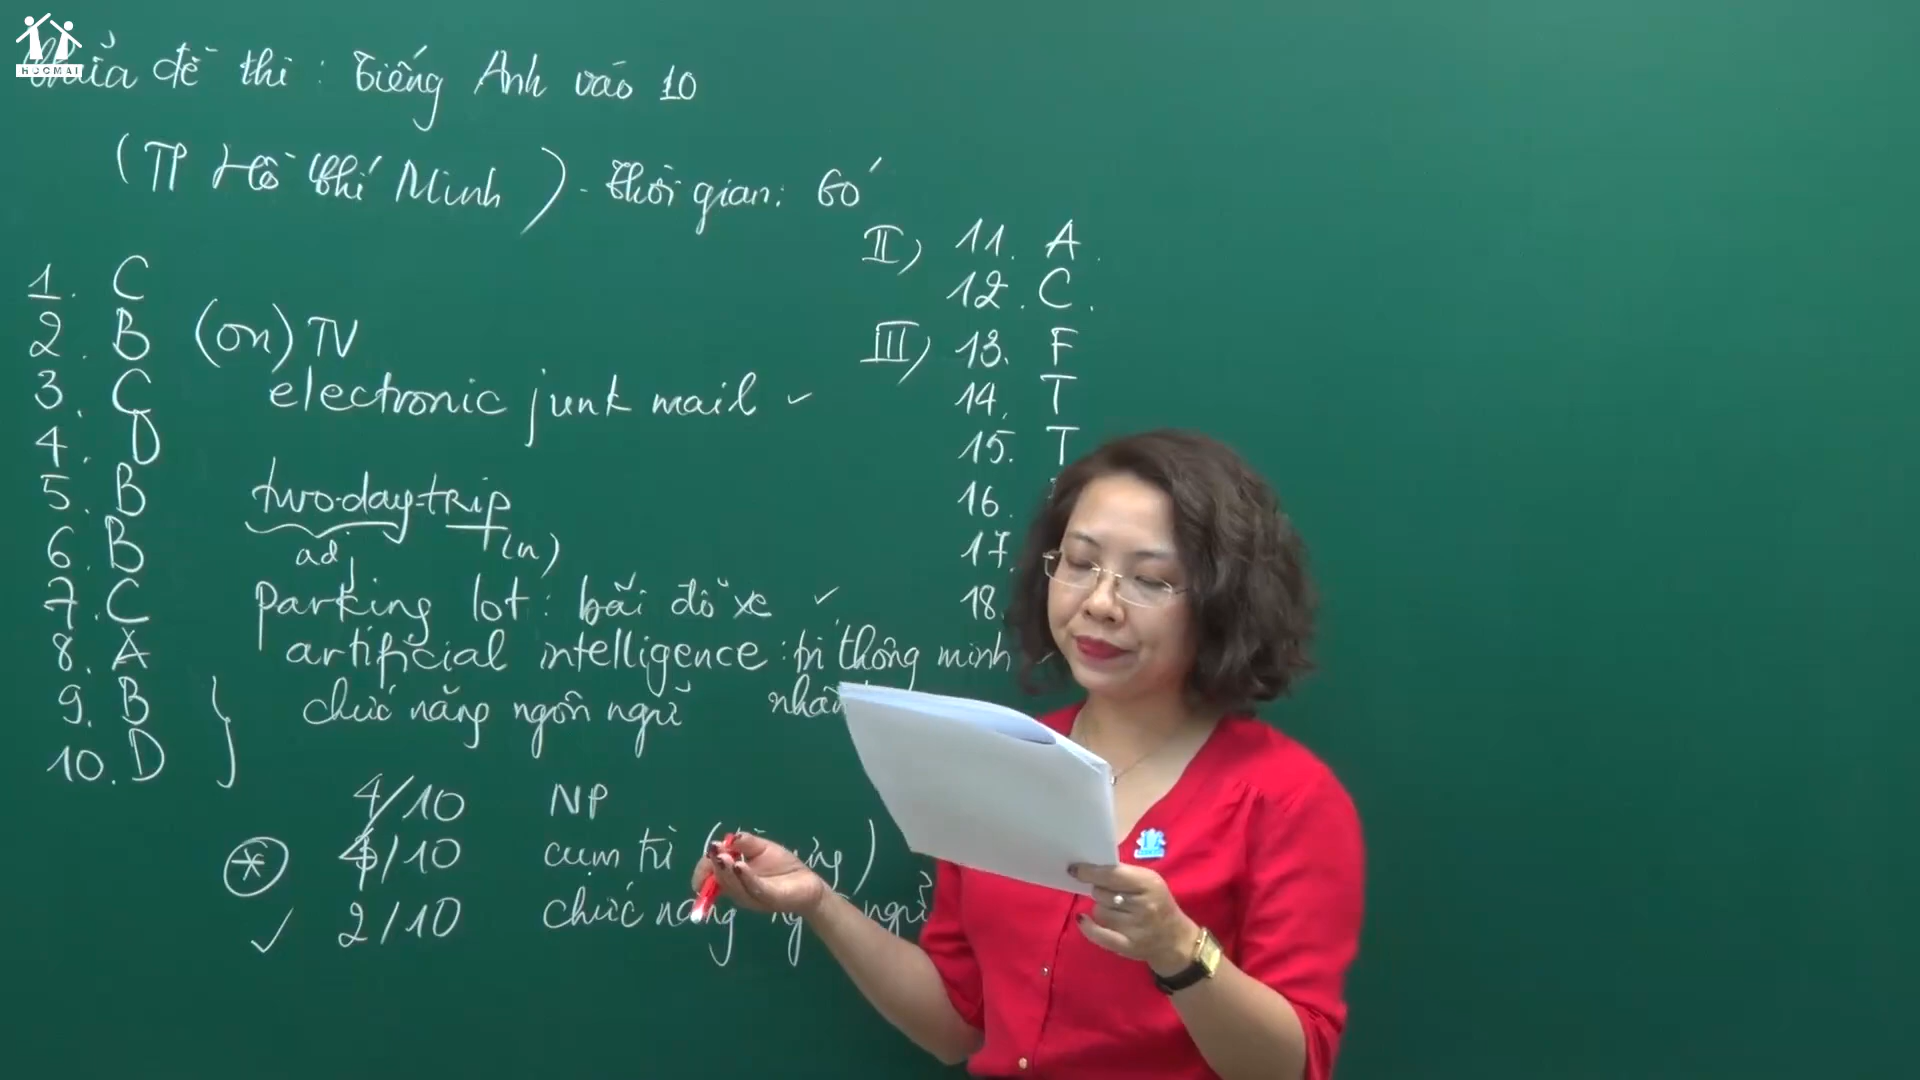 HOCMAI
Chữa đề thi : Tiếng Anh vào 10
(TP Hồ Chí Minh) - Thời gian: 60'
1. C
2. B (on) TV
3. C electronic junk mail ✓
4. D
5. B two-day-trip
adj (n)
6. B
7. C parking lot : bãi đỗ xe ✓
8. A artificial intelligence : trí thông minh
nhân
9. B chức năng ngôn ngữ
10. D
4/10 NP
4/10 cụm từ
✓ 2/10 chức năng ngữ
II) 11. A.
12. C.
III) 13. F
14. T
15. T
16.
17.
18.